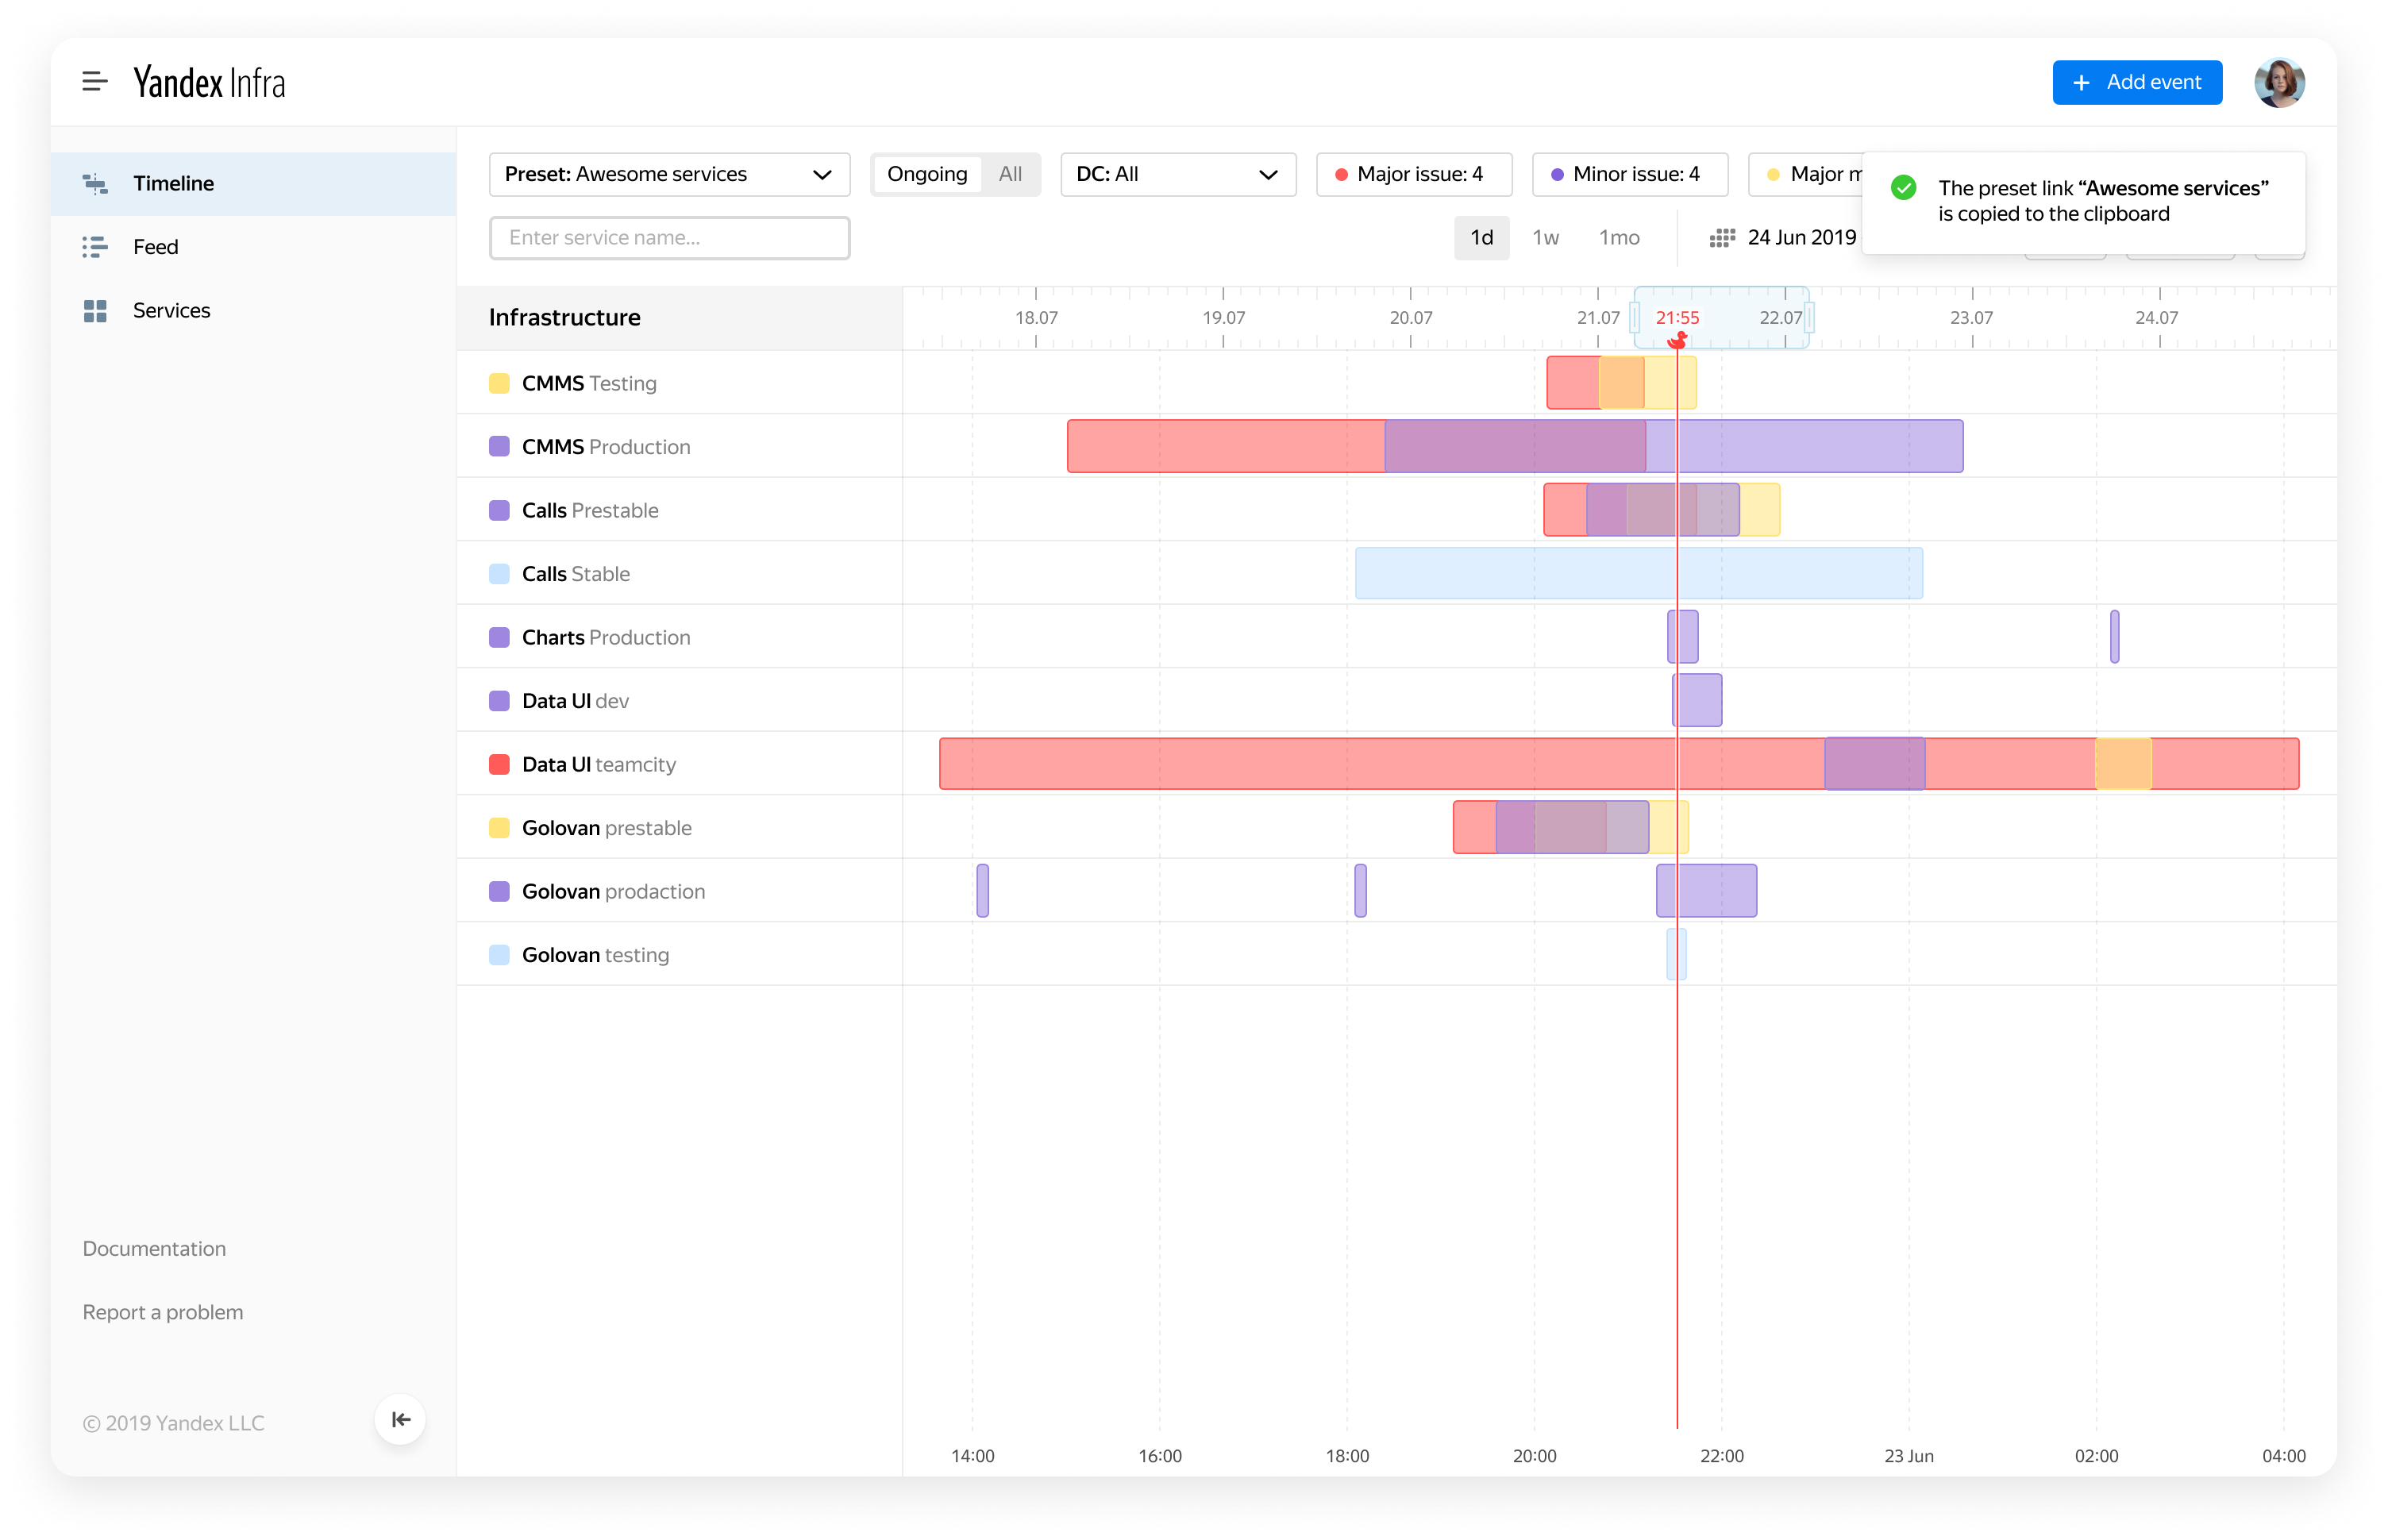 Yandex Infra
+ Add event
Timeline
Feed
Services
Preset: Awesome services
Ongoing All
DC: All
Major issue: 4
Minor issue: 4
Major
The preset link “Awesome services”
is copied to the clipboard
Enter service name...
1d 1w 1mo
24 Jun 2019
Infrastructure
18.07 19.07 20.07 21.07 21:55 22.07 23.07 24.07
CMMS Testing
CMMS Production
Calls Prestable
Calls Stable
Charts Production
Data UI dev
Data UI teamcity
Golovan prestable
Golovan prodaction
Golovan testing
14:00 16:00 18:00 20:00 22:00 23 Jun 02:00 04:00
Documentation
Report a problem
© 2019 Yandex LLC